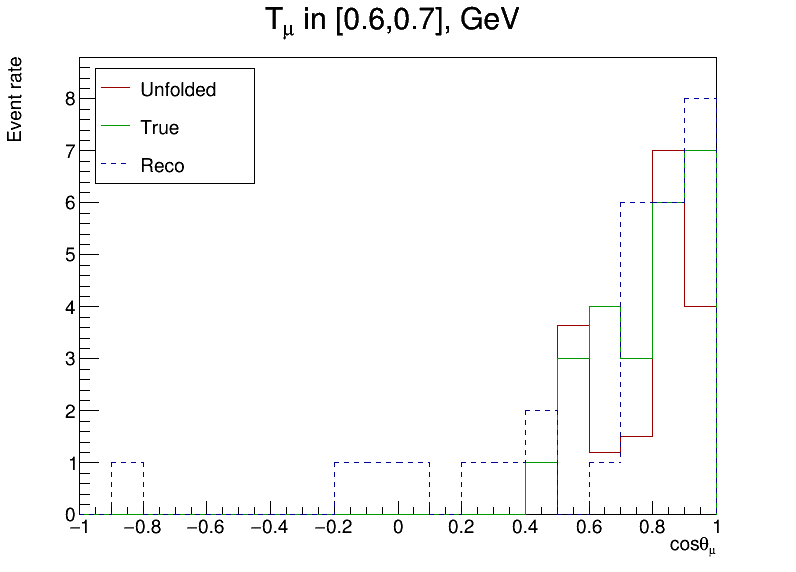 Tμ in [0.6,0.7], GeV
Event rate
Unfolded
True
Reco
8
7
6
5
4
3
2
1
0
−1 −0.8 −0.6 −0.4 −0.2 0 0.2 0.4 0.6 0.8 1
cosθμ